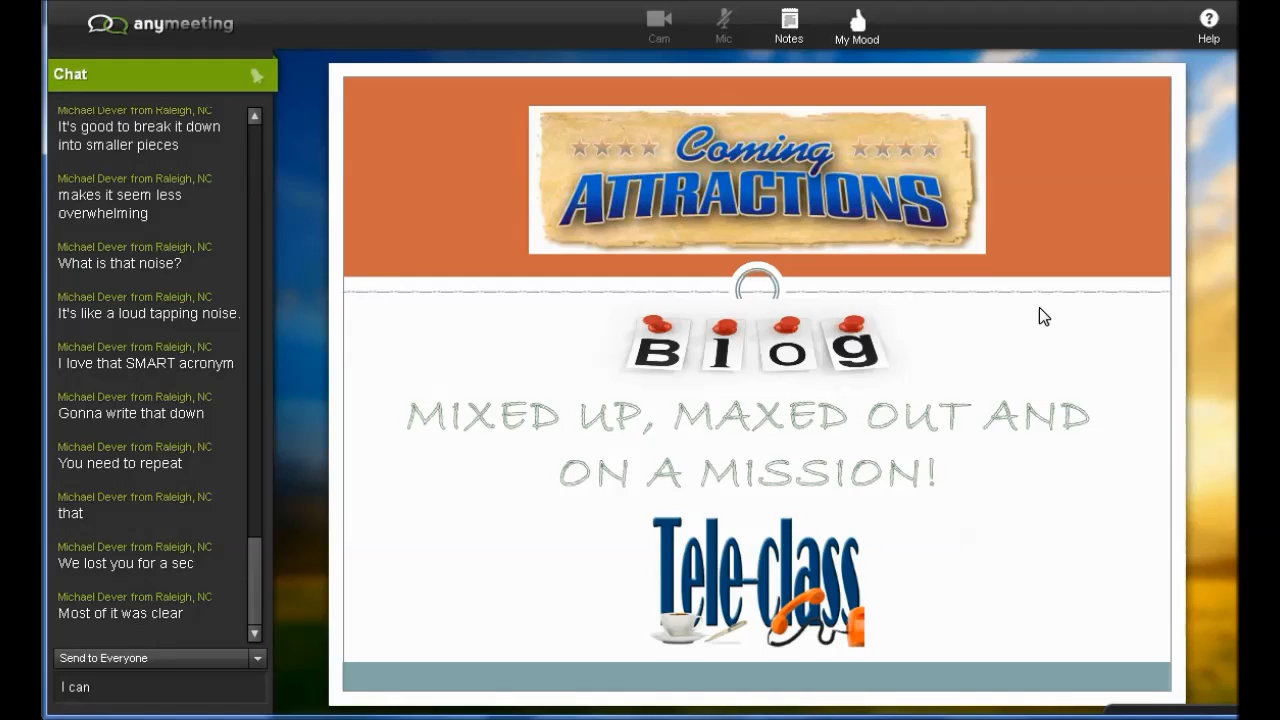 anymeeting
Cam
Mic
Notes
My Mood
Help
Chat
Michael Dever from Raleigh, NC
It's good to break it down
into smaller pieces
Michael Dever from Raleigh, NC
makes it seem less
overwhelming
Michael Dever from Raleigh, NC
What is that noise?
Michael Dever from Raleigh, NC
It's like a loud tapping noise.
Michael Dever from Raleigh, NC
I love that SMART acronym
Michael Dever from Raleigh, NC
Gonna write that down
Michael Dever from Raleigh, NC
You need to repeat
Michael Dever from Raleigh, NC
that
Michael Dever from Raleigh, NC
We lost you for a sec
Michael Dever from Raleigh, NC
Most of it was clear
Send to Everyone
I can
Coming
ATTRACTIONS
Blog
MIXED UP, MAXED OUT AND
ON A MISSION!
Tele-class